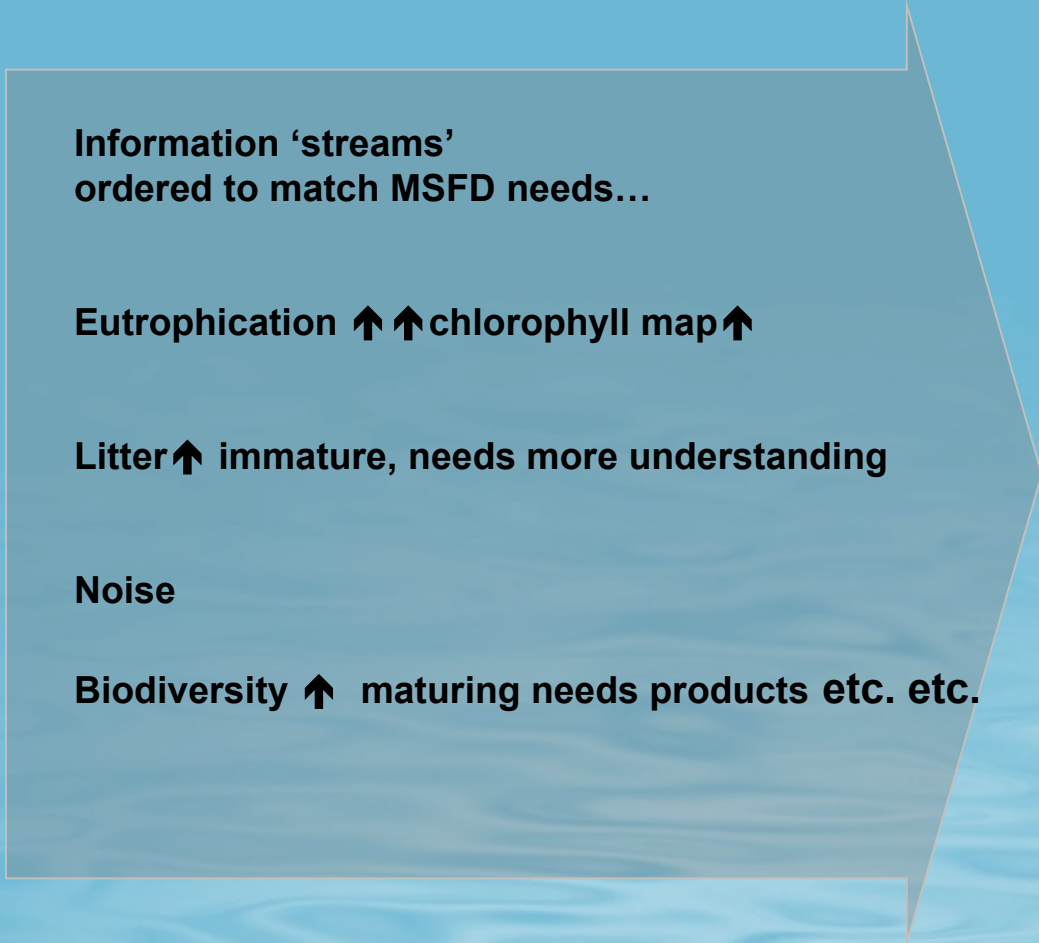 Information ‘streams’
ordered to match MSFD needs…
Eutrophication 🡹 🡹 chlorophyll map 🡹
Litter 🡹 immature, needs more understanding
Noise
Biodiversity 🡹 maturing needs products etc. etc.